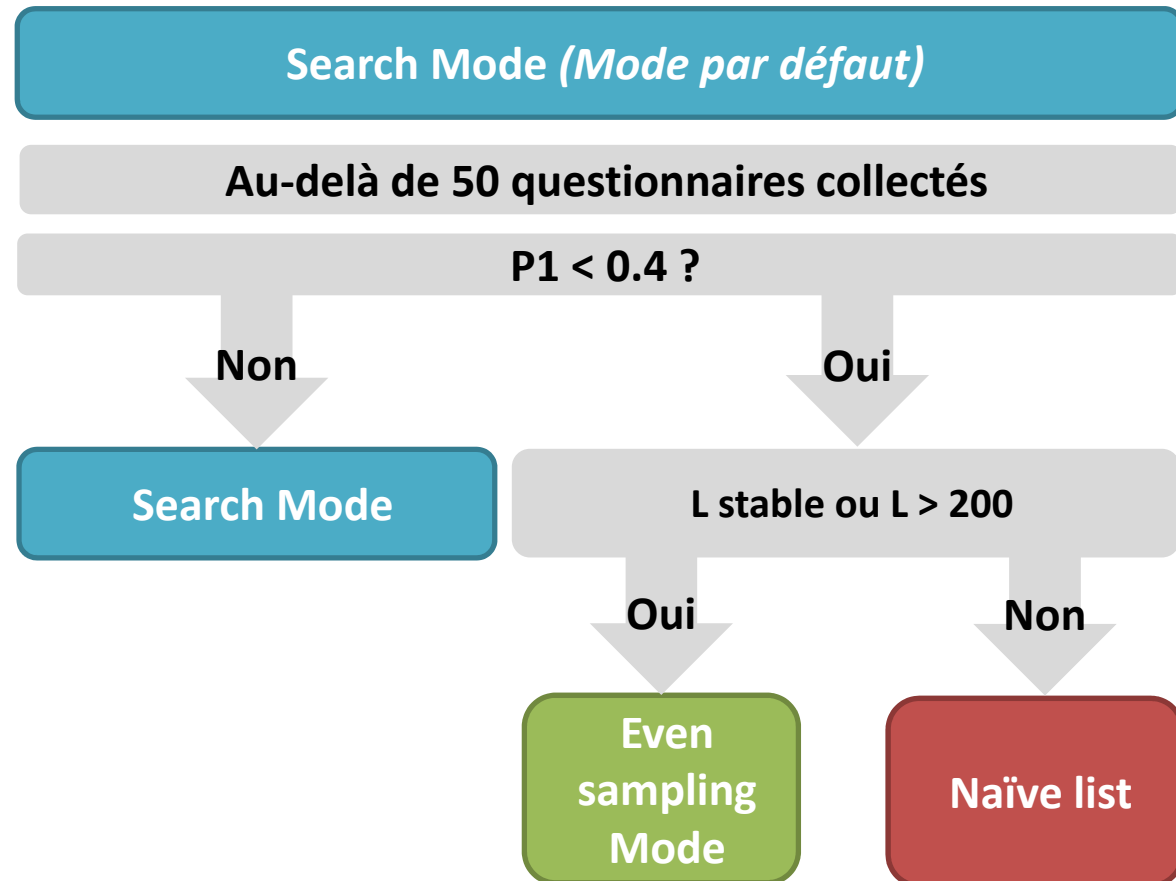 Search Mode (Mode par défaut)
Au-delà de 50 questionnaires collectés
P1 < 0.4 ?
Non
Oui
Search Mode
L stable ou L > 200
Oui
Non
Even
sampling
Mode
Naïve list